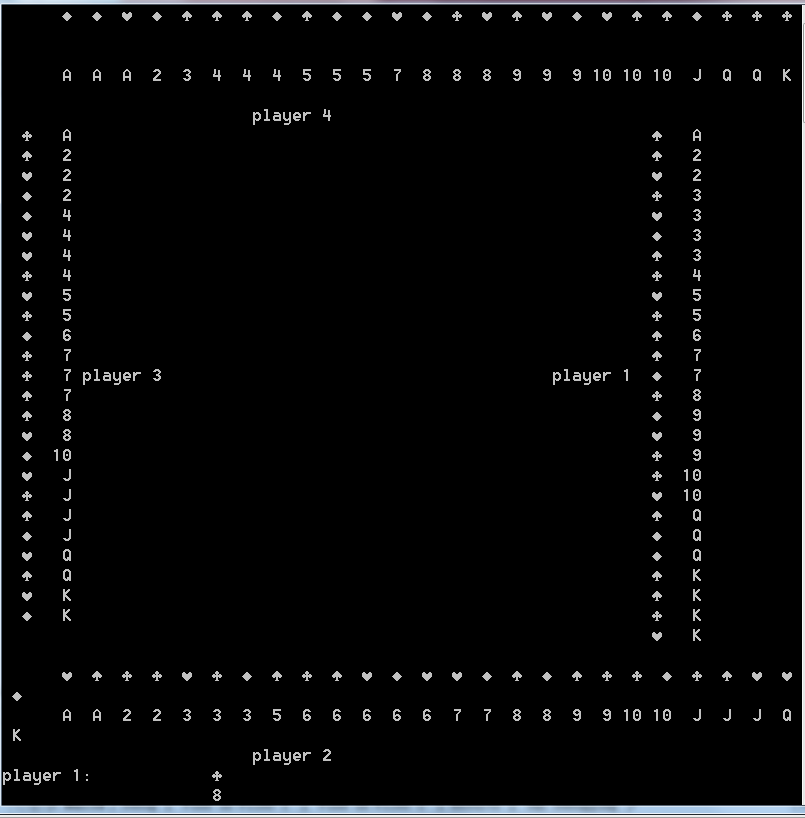 ♦ ♦ ♥ ♦ ♠ ♠ ♠ ♦ ♠ ♦ ♦ ♥ ♦ ♣ ♥ ♠ ♥ ♦ ♥ ♠ ♠ ♦ ♣ ♣ ♣
A A A 2 3 4 4 4 5 5 5 7 8 8 8 9 9 9 10 10 10 J Q Q K
player 4
♣ A ♠ A
♠ 2 ♠ 2
♥ 2 ♥ 2
♦ 2 ♣ 3
♦ 4 ♥ 3
♥ 4 ♦ 3
♥ 4 ♠ 3
♣ 4 ♣ 4
♥ 5 ♥ 5
♣ 5 ♣ 5
♦ 6 ♠ 6
♣ 7 ♠ 7
♣ 7 player 3 player 1 ♦ 7
♠ 7 ♣ 8
♠ 8 ♦ 9
♥ 8 ♥ 9
♦ 10 ♣ 9
♥ J ♣ 10
♣ J ♥ 10
♠ J ♠ Q
♦ J ♦ Q
♥ Q ♦ Q
♠ Q ♠ K
♥ K ♠ K
♦ K ♣ K
♥ K
♥ ♠ ♣ ♣ ♥ ♣ ♦ ♠ ♣ ♠ ♥ ♦ ♥ ♥ ♦ ♠ ♦ ♠ ♣ ♣ ♦ ♣ ♠ ♥ ♥
♦
A A 2 2 3 3 3 5 6 6 6 6 6 7 7 8 8 9 9 10 10 J J J Q
K
player 2
player 1: ♣
8